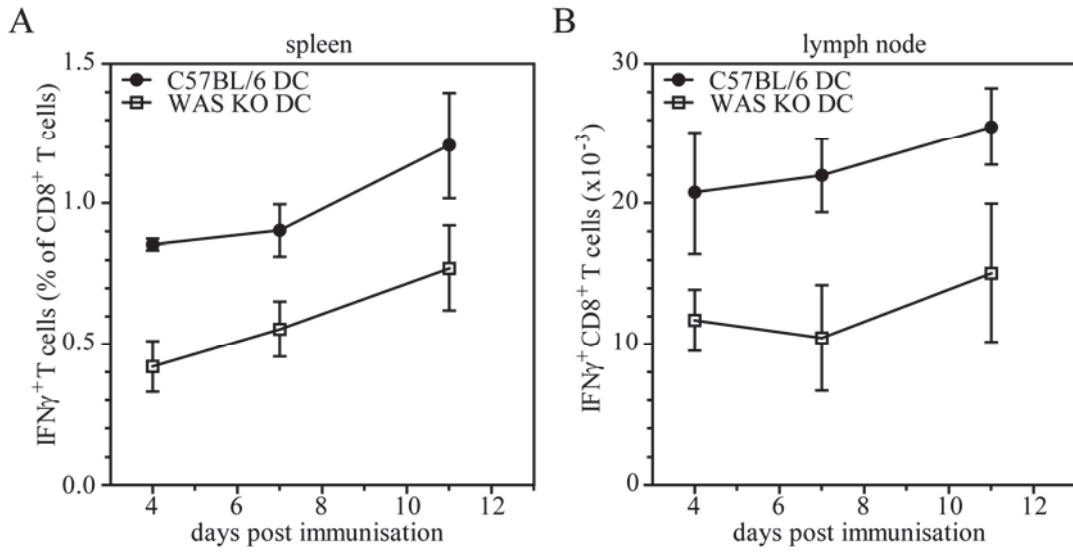 A
spleen
IFNγ⁺T cells (% of CD8⁺ T cells)
1.5
1.0
0.5
0.0
C57BL/6 DC
WAS KO DC
4 6 8 10 12
days post immunisation
B
lymph node
IFNγ⁺CD8⁺T cells (x10⁻³)
30
20
10
0
C57BL/6 DC
WAS KO DC
4 6 8 10 12
days post immunisation